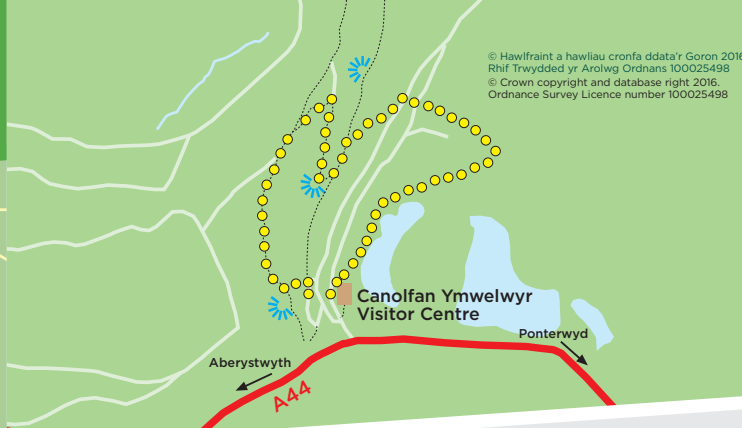 © Hawlfraint a hawliau cronfa ddata'r Goron 2016
Rhif Trwydded yr Arolwg Ordnans 100025498
© Crown copyright and database right 2016.
Ordnance Survey Licence number 100025498
Canolfan Ymwelwyr
Visitor Centre
Ponterwyd
Aberystwyth
A44